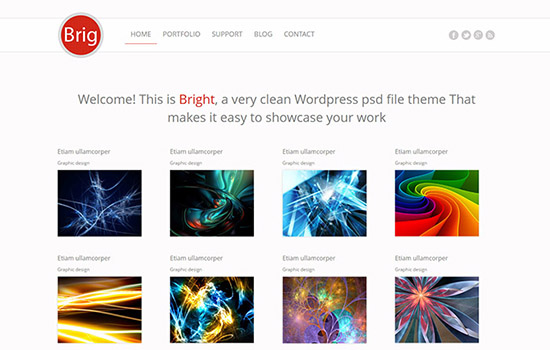 Brig
HOME PORTFOLIO SUPPORT BLOG CONTACT
Welcome! This is Bright, a very clean Wordpress psd file theme That
makes it easy to showcase your work
Etiam ullamcorper Etiam ullamcorper Etiam ullamcorper Etiam ullamcorper
Graphic design Graphic design Graphic design Graphic design
Etiam ullamcorper Etiam ullamcorper Etiam ullamcorper Etiam ullamcorper
Graphic design Graphic design Graphic design Graphic design